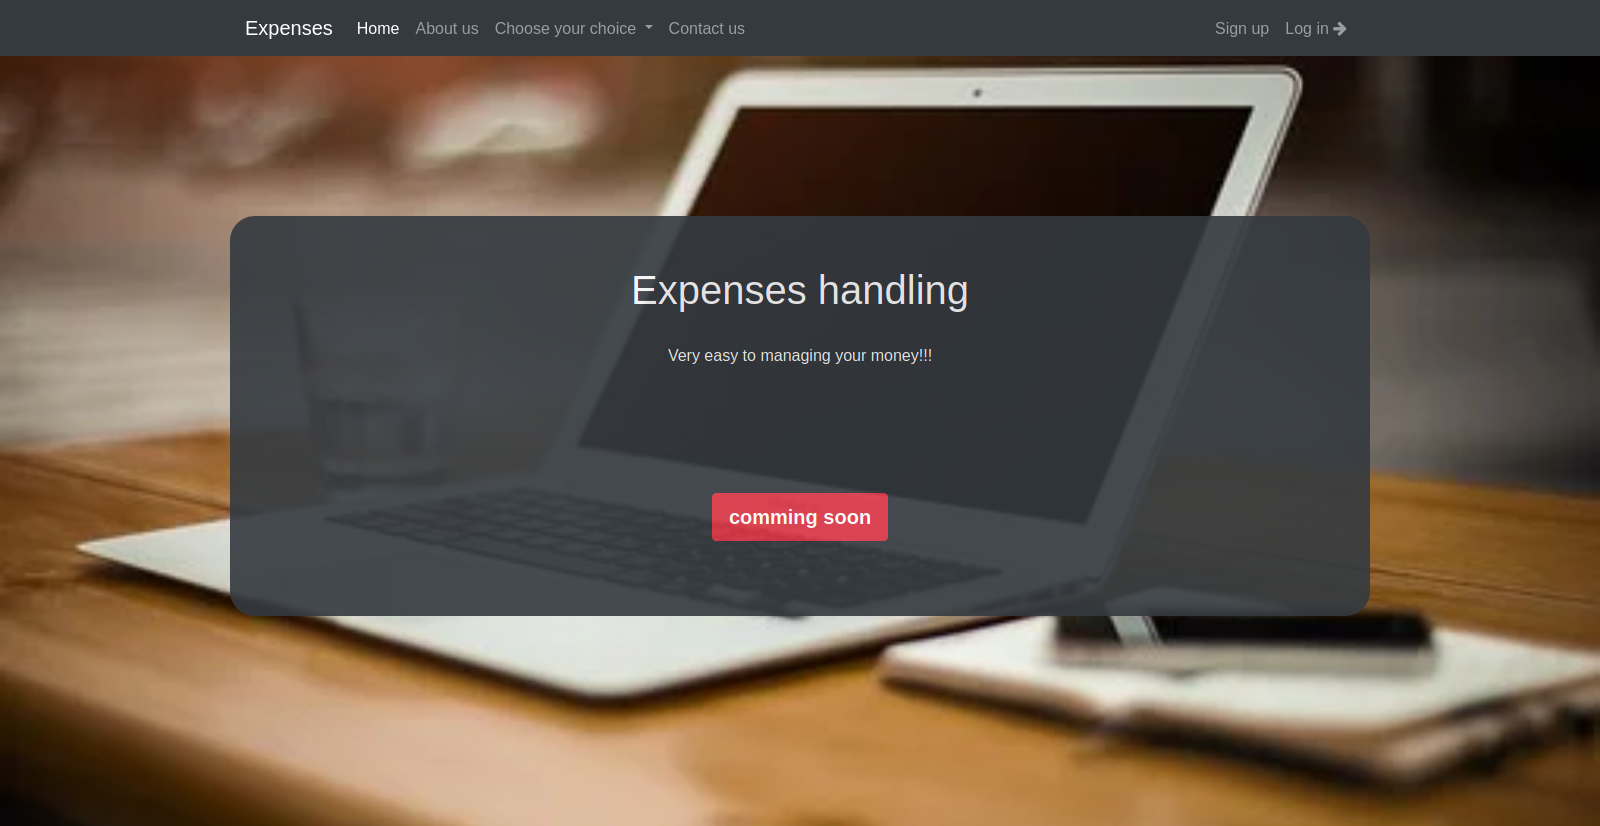 Expenses Home About us Choose your choice Contact us Sign up Log in
Expenses handling
Very easy to managing your money!!!
comming soon